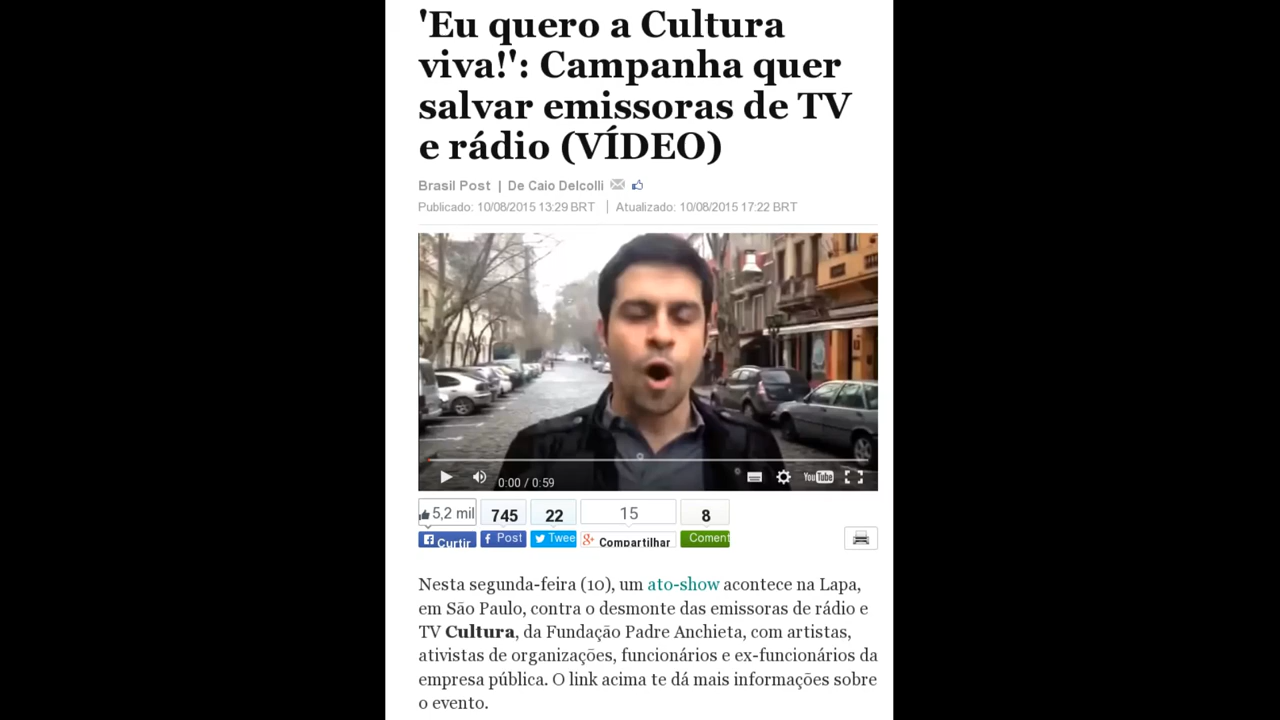 'Eu quero a Cultura
viva!': Campanha quer
salvar emissoras de TV
e rádio (VÍDEO)
Brasil Post | De Caio Delcolli
Publicado: 10/08/2015 13:29 BRT | Atualizado: 10/08/2015 17:22 BRT
0:00 / 0:59 YouTube
5,2 mil 745 22 15 8
Curtir Post Twee Compartilhar Coment
Nesta segunda-feira (10), um ato-show acontece na Lapa,
em São Paulo, contra o desmonte das emissoras de rádio e
TV Cultura, da Fundação Padre Anchieta, com artistas,
ativistas de organizações, funcionários e ex-funcionários da
empresa pública. O link acima te dá mais informações sobre
o evento.